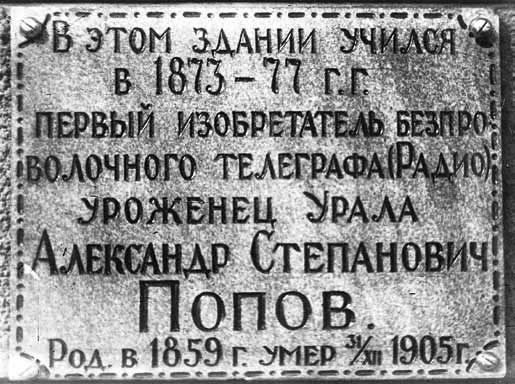 В ЭТОМ ЗДАНИИ УЧИЛСЯ
В 1873–77 Г.Г.
ПЕРВЫЙ ИЗОБРЕТАТЕЛЬ БЕЗПРО-
ВОЛОЧНОГО ТЕЛЕГРАФА (РАДИО)
УРОЖЕНЕЦ УРАЛА
АЛЕКСАНДР СТЕПАНОВИЧ
ПОПОВ.
Род. в 1859 г. УМЕР 31/XII 1905г.